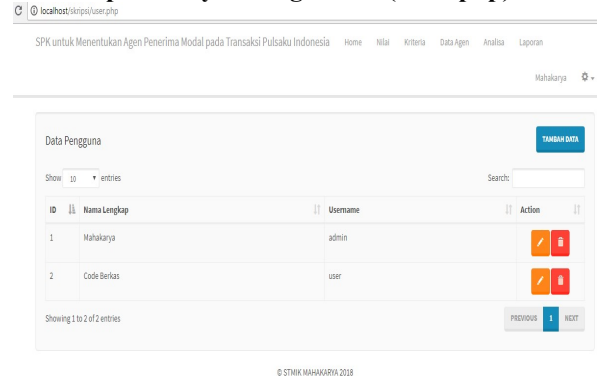 localhost/skripsi/user.php
SPK untuk Menentukan Agen Penerima Modal pada Transaksi Pulsaku Indonesia Home Nilai Kriteria Data Agen Analisa Laporan
Mahakarya
Data Pengguna TAMBAH DATA
Show 10 entries Search:
ID Nama Lengkap Username Action
1 Mahakarya admin
2 Code Berkas user
Showing 1 to 2 of 2 entries PREVIOUS 1 NEXT
© STMIK MAHAKARYA 2018